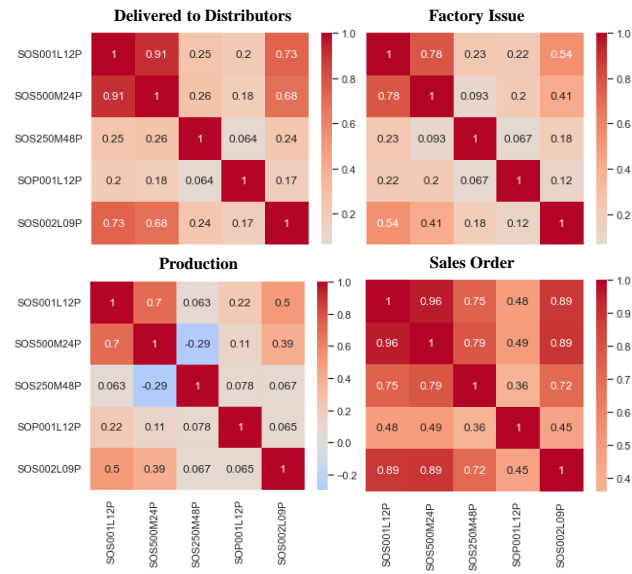 Delivered to Distributors
SOS001L12P 1 0.91 0.25 0.2 0.73
SOS500M24P 0.91 1 0.26 0.18 0.68
SOS250M48P 0.25 0.26 1 0.064 0.24
SOP001L12P 0.2 0.18 0.064 1 0.17
SOS002L09P 0.73 0.68 0.24 0.17 1
1.0
0.8
0.6
0.4
0.2
Factory Issue
1 0.78 0.23 0.22 0.54
0.78 1 0.093 0.2 0.41
0.23 0.093 1 0.067 0.18
0.22 0.2 0.067 1 0.12
0.54 0.41 0.18 0.12 1
1.0
0.8
0.6
0.4
0.2
Production
SOS001L12P 1 0.7 0.063 0.22 0.5
SOS500M24P 0.7 1 -0.29 0.11 0.39
SOS250M48P 0.063 -0.29 1 0.078 0.067
SOP001L12P 0.22 0.11 0.078 1 0.065
SOS002L09P 0.5 0.39 0.067 0.065 1
1.0
0.8
0.6
0.4
0.2
0.0
−0.2
SOS001L12P
SOS500M24P
SOS250M48P
SOP001L12P
SOS002L09P
Sales Order
1 0.96 0.75 0.48 0.89
0.96 1 0.79 0.49 0.89
0.75 0.79 1 0.36 0.72
0.48 0.49 0.36 1 0.45
0.89 0.89 0.72 0.45 1
1.0
0.9
0.8
0.7
0.6
0.5
0.4
SOS001L12P
SOS500M24P
SOS250M48P
SOP001L12P
SOS002L09P